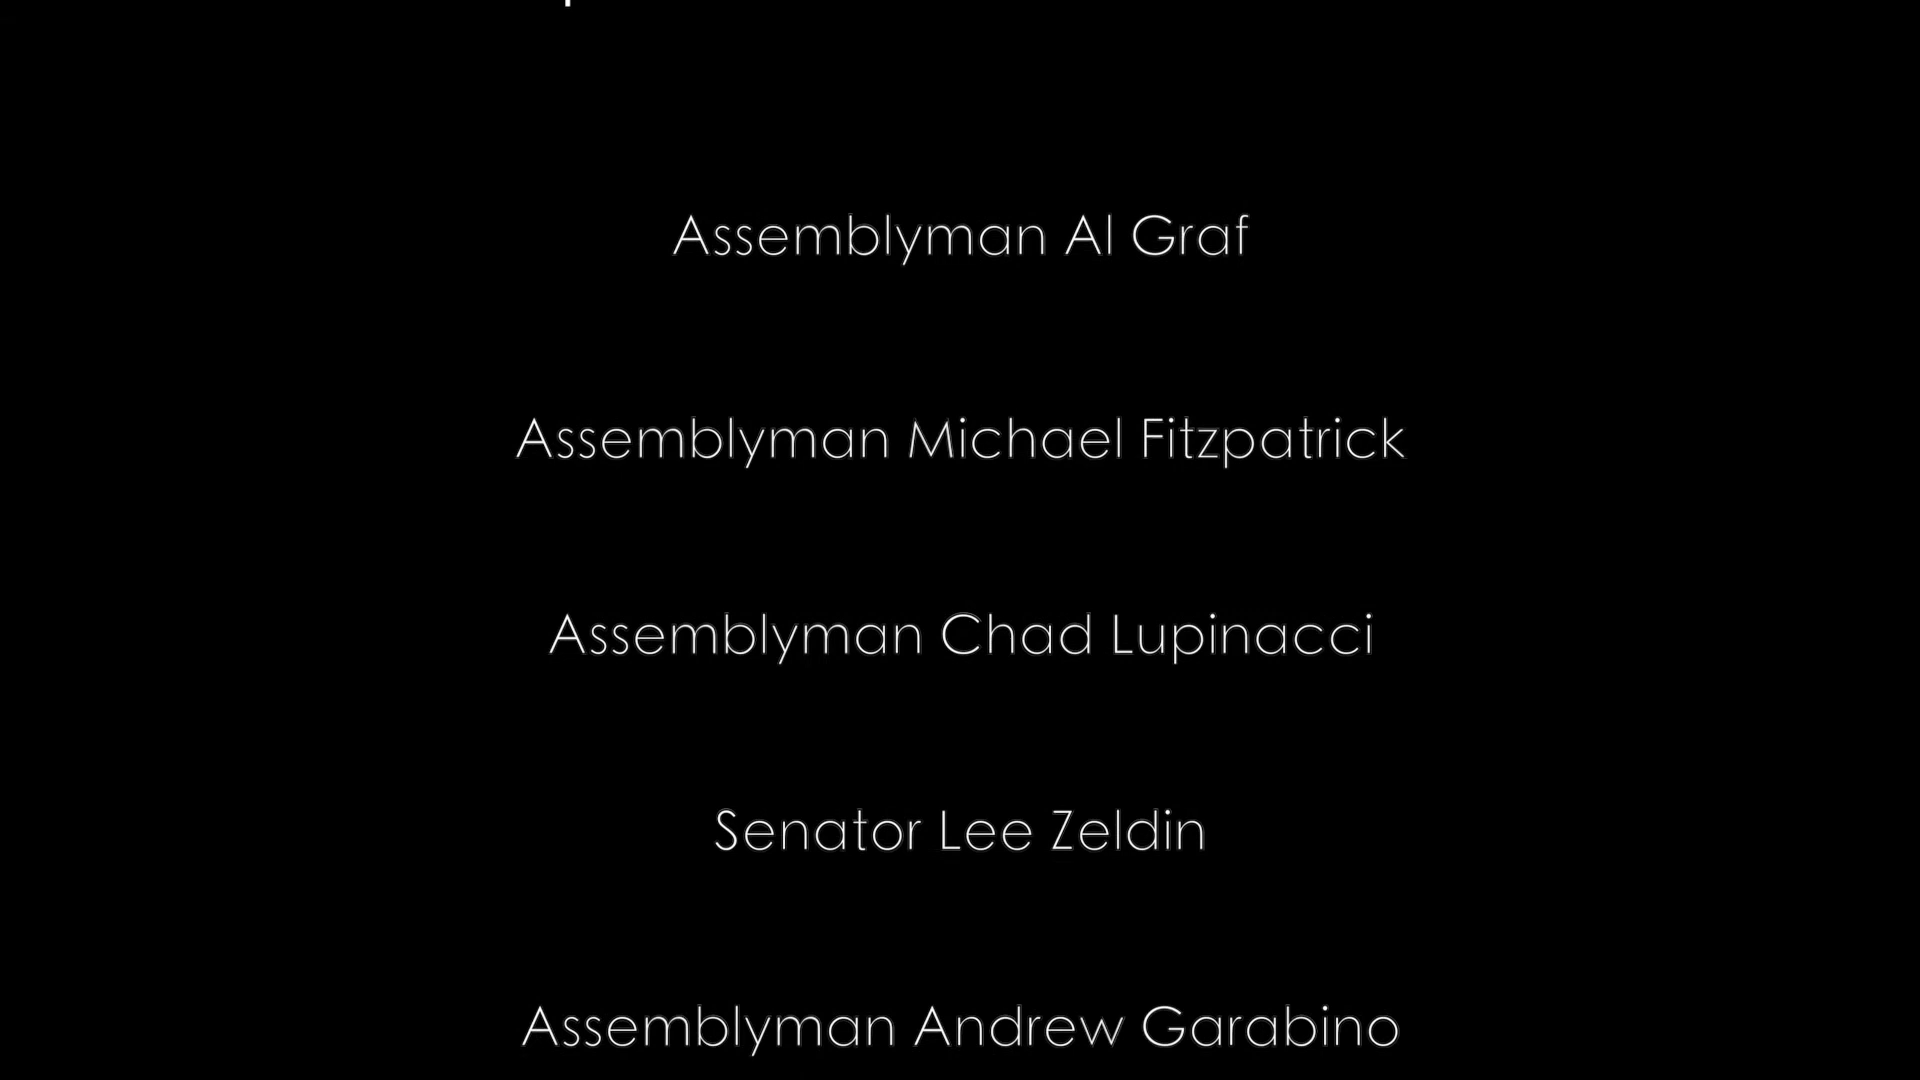 Assemblyman Al Graf
Assemblyman Michael Fitzpatrick
Assemblyman Chad Lupinacci
Senator Lee Zeldin
Assemblyman Andrew Garabino